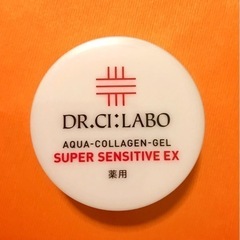 DR.CI:LABO
AQUA-COLLAGEN-GEL
SUPER SENSITIVE EX
薬用